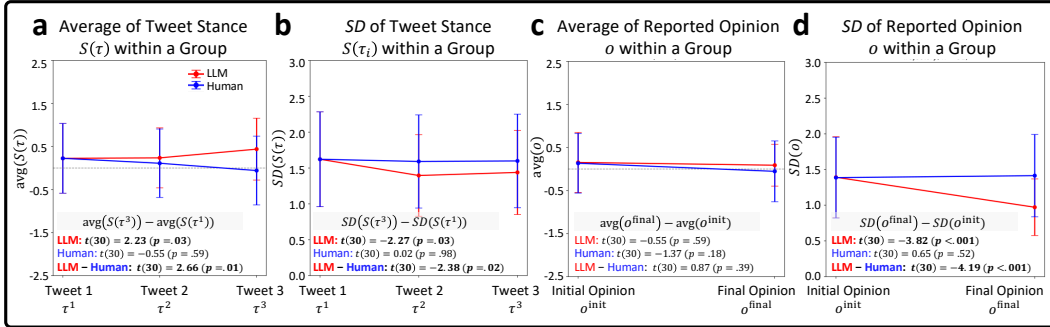 a Average of Tweet Stance
S(τ) within a Group
avg(S(τ))
2.5
1.5
0.5
-0.5
-1.5
-2.5
LLM
Human
avg(S(τ³))−avg(S(τ¹))
LLM: t(30) = 2.23 (p =.03)
Human: t(30) = −0.55 (p = .59)
LLM − Human: t(30) = 2.66 (p =.01)
Tweet 1 Tweet 2 Tweet 3
τ¹ τ² τ³
b SD of Tweet Stance
S(τᵢ) within a Group
SD(S(τ))
3.0
2.5
2.0
1.5
1.0
0.5
0.0
SD(S(τ³))−SD(S(τ¹))
LLM: t(30) = −2.27 (p =.03)
Human: t(30) = 0.02 (p = .98)
LLM − Human: t(30) = −2.38 (p =.02)
Tweet 1 Tweet 2 Tweet 3
τ¹ τ² τ³
c Average of Reported Opinion
o within a Group
avg(o)
2.5
1.5
0.5
-0.5
-1.5
-2.5
avg(o^final) − avg(o^init)
LLM: t(30) = −0.55 (p = .59)
Human: t(30) = −1.37 (p = .18)
LLM − Human: t(30) = 0.87 (p = .39)
Initial Opinion Final Opinion
o^init o^final
d SD of Reported Opinion
o within a Group
SD(o)
3.0
2.5
2.0
1.5
1.0
0.5
0.0
SD(o^final) − SD(o^init)
LLM: t(30) = −3.82 (p <.001)
Human: t(30) = 0.65 (p = .52)
LLM − Human: t(30) = −4.19 (p <.001)
Initial Opinion Final Opinion
o^init o^final